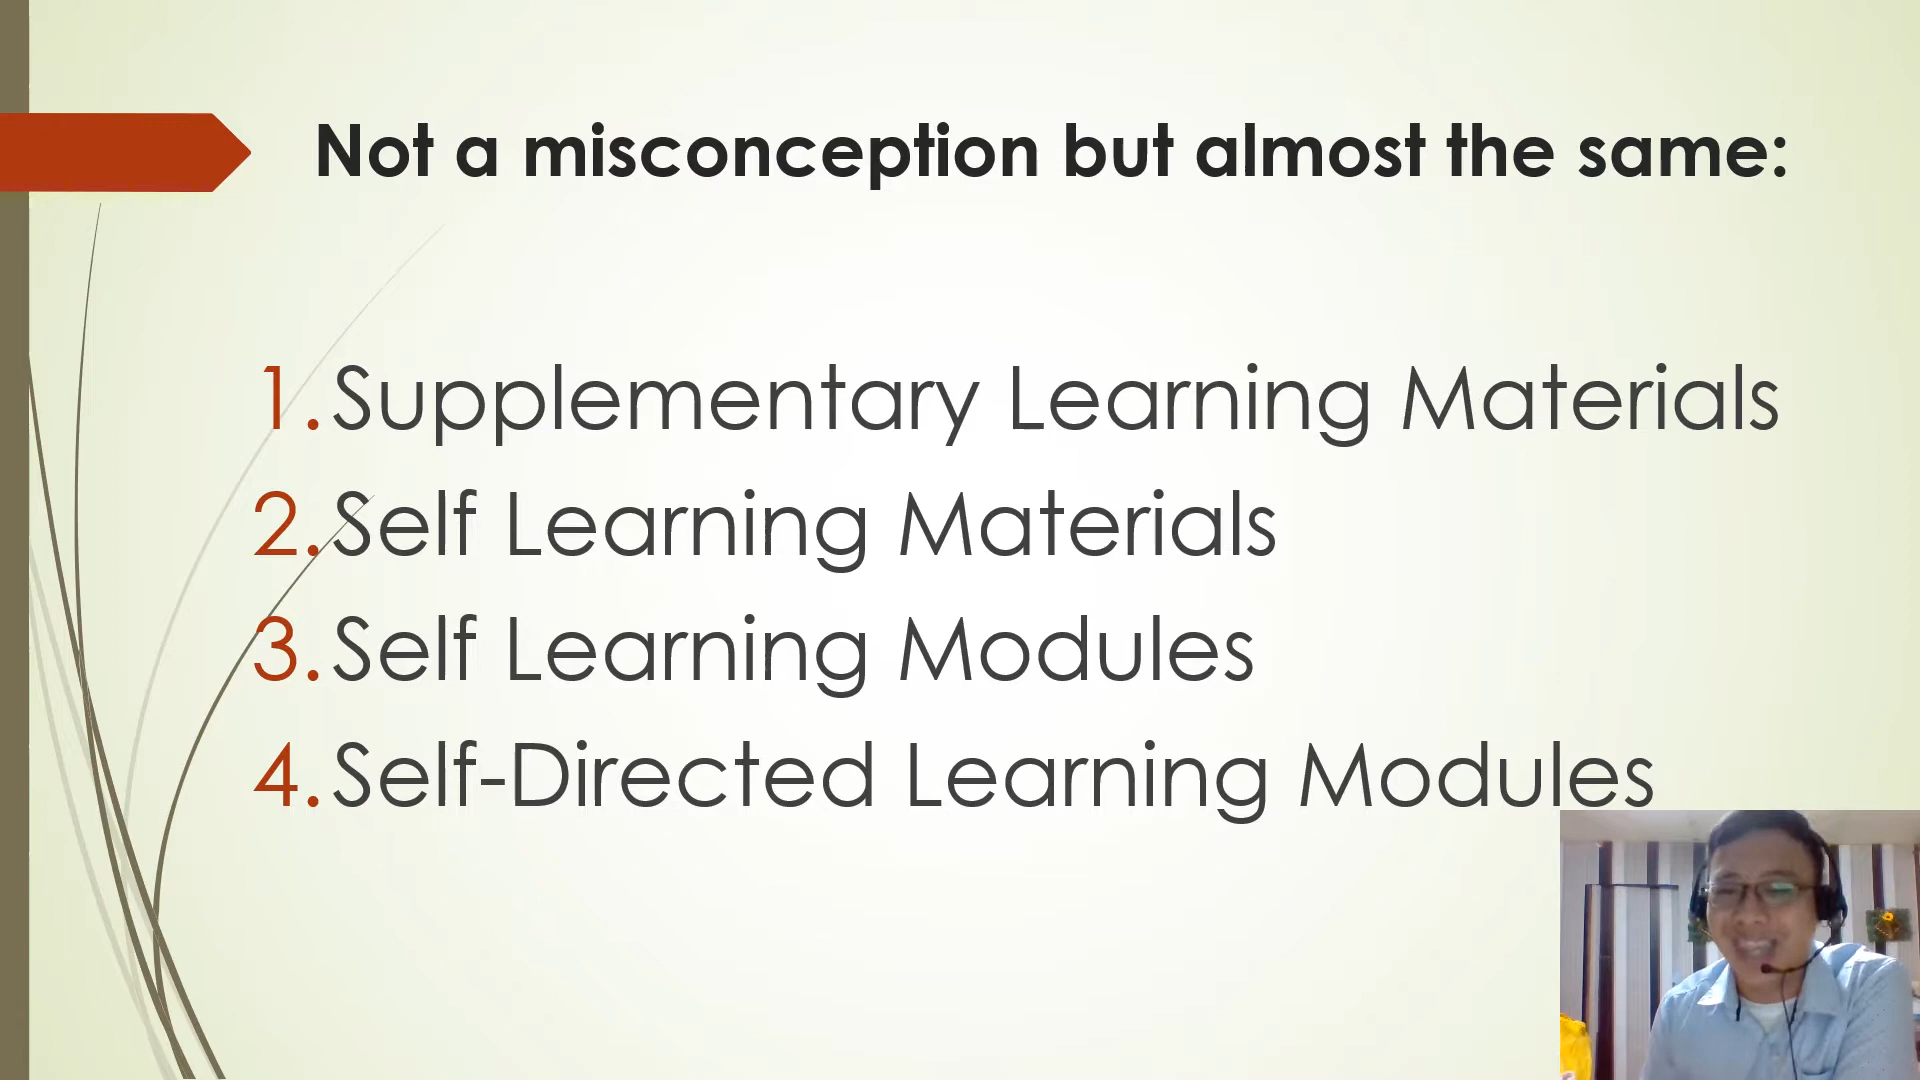 Not a misconception but almost the same:
1. Supplementary Learning Materials
2. Self Learning Materials
3. Self Learning Modules
4. Self-Directed Learning Modules